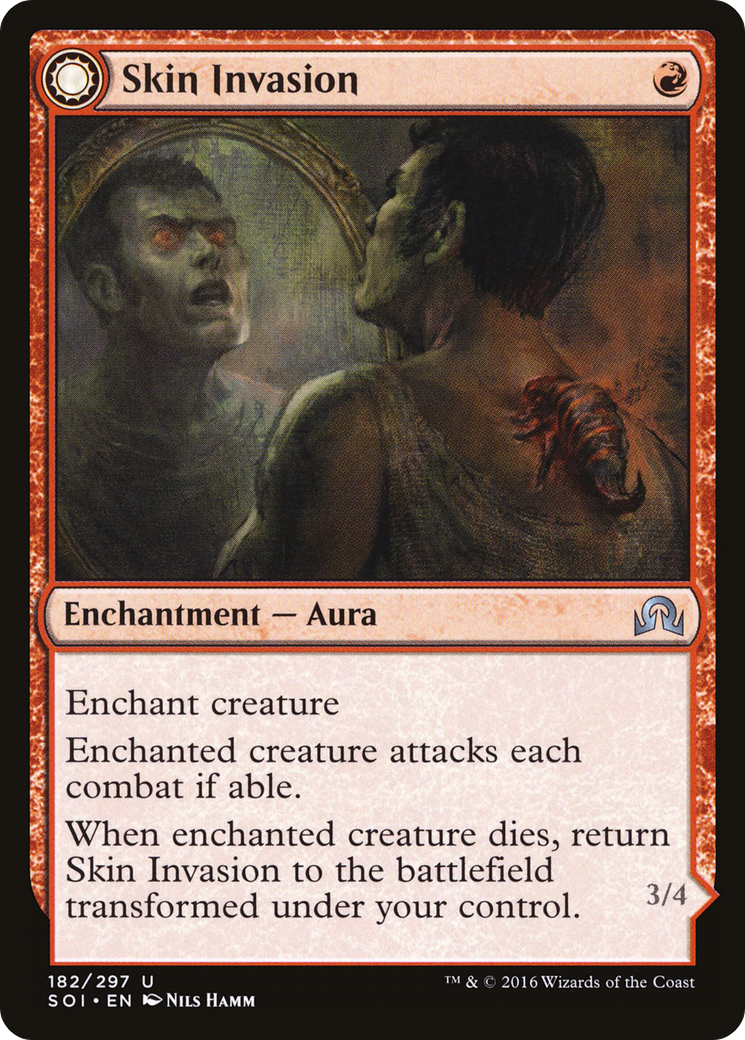 Skin Invasion
Enchantment — Aura
Enchant creature
Enchanted creature attacks each
combat if able.
When enchanted creature dies, return
Skin Invasion to the battlefield
transformed under your control.
3/4
182/297 U
SOI • EN Nils Hamm
™ & © 2016 Wizards of the Coast